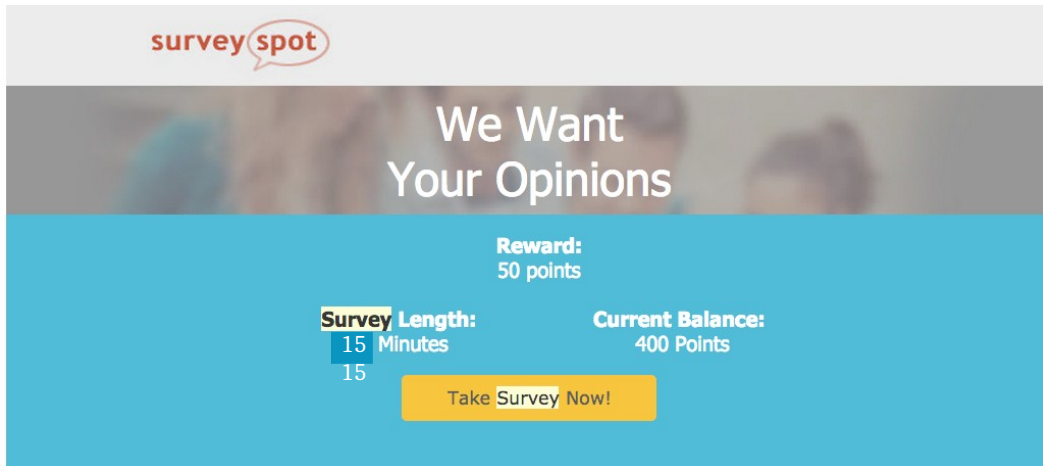 survey spot
We Want
Your Opinions
Reward:
50 points
Survey Length:
15 Minutes
15
Current Balance:
400 Points
Take Survey Now!